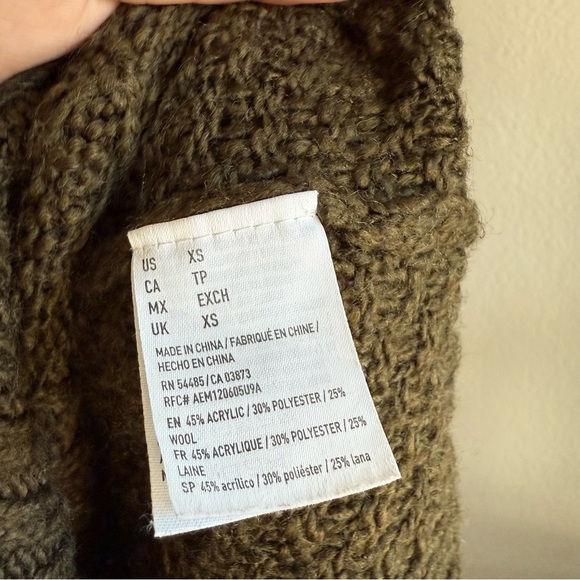 US XS
CA TP
MX EXCH
UK XS
MADE IN CHINA / FABRIQUÉ EN CHINE /
HECHO EN CHINA
RN 54485 / CA 03873
RFC# AEM120605U9A
EN 45% ACRYLIC / 30% POLYESTER / 25%
WOOL
FR 45% ACRYLIQUE / 30% POLYESTER / 25%
LAINE
SP 45% acrílico / 30% poliéster / 25% lana